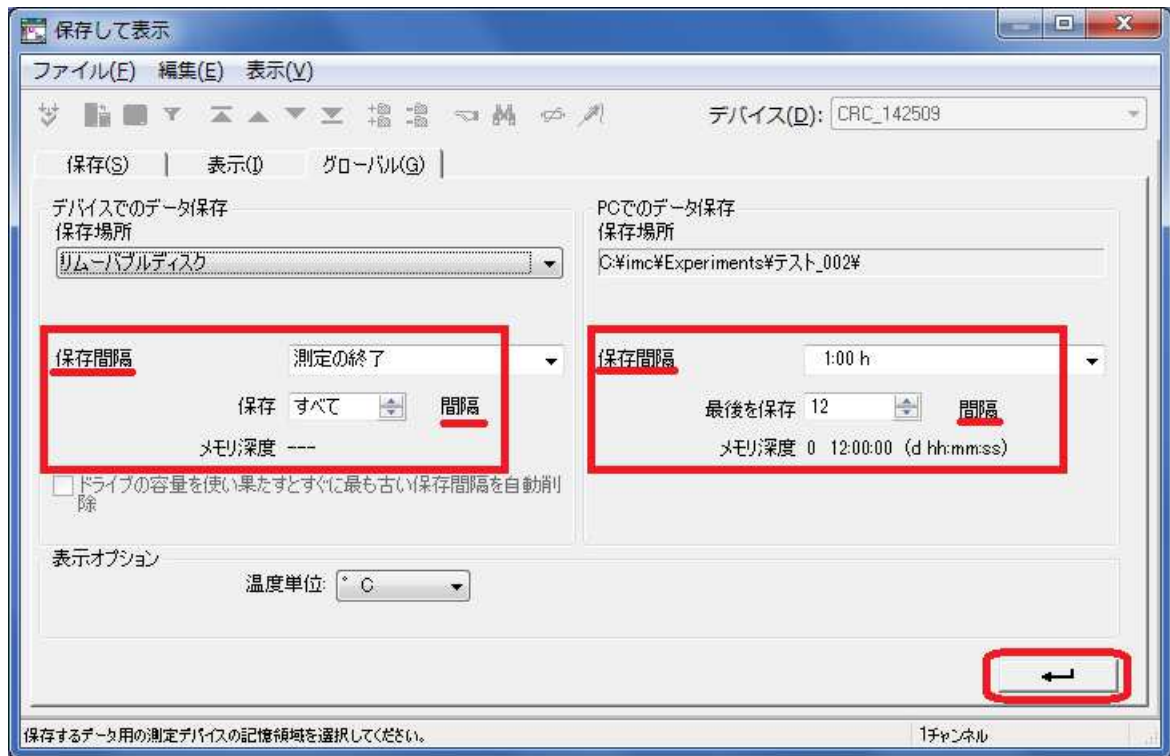 保存して表示
ファイル(F) 編集(E) 表示(V)
デバイス(D): CRC_142509
保存(S) 表示(I) グローバル(G)
デバイスでのデータ保存
保存場所
リムーバブルディスク
保存間隔 測定の終了
保存 すべて 間隔
メモリ深度 ---
ドライブの容量を使い果たすとすぐに最も古い保存間隔を自動削
除
PCでのデータ保存
保存場所
C:¥imc¥Experiments¥テスト_002¥
保存間隔 1:00 h
最後を保存 12 間隔
メモリ深度 0 12:00:00 (d hh:mm:ss)
表示オプション
温度単位: ° C
保存するデータ用の測定デバイスの記憶領域を選択してください。 1チャンネル